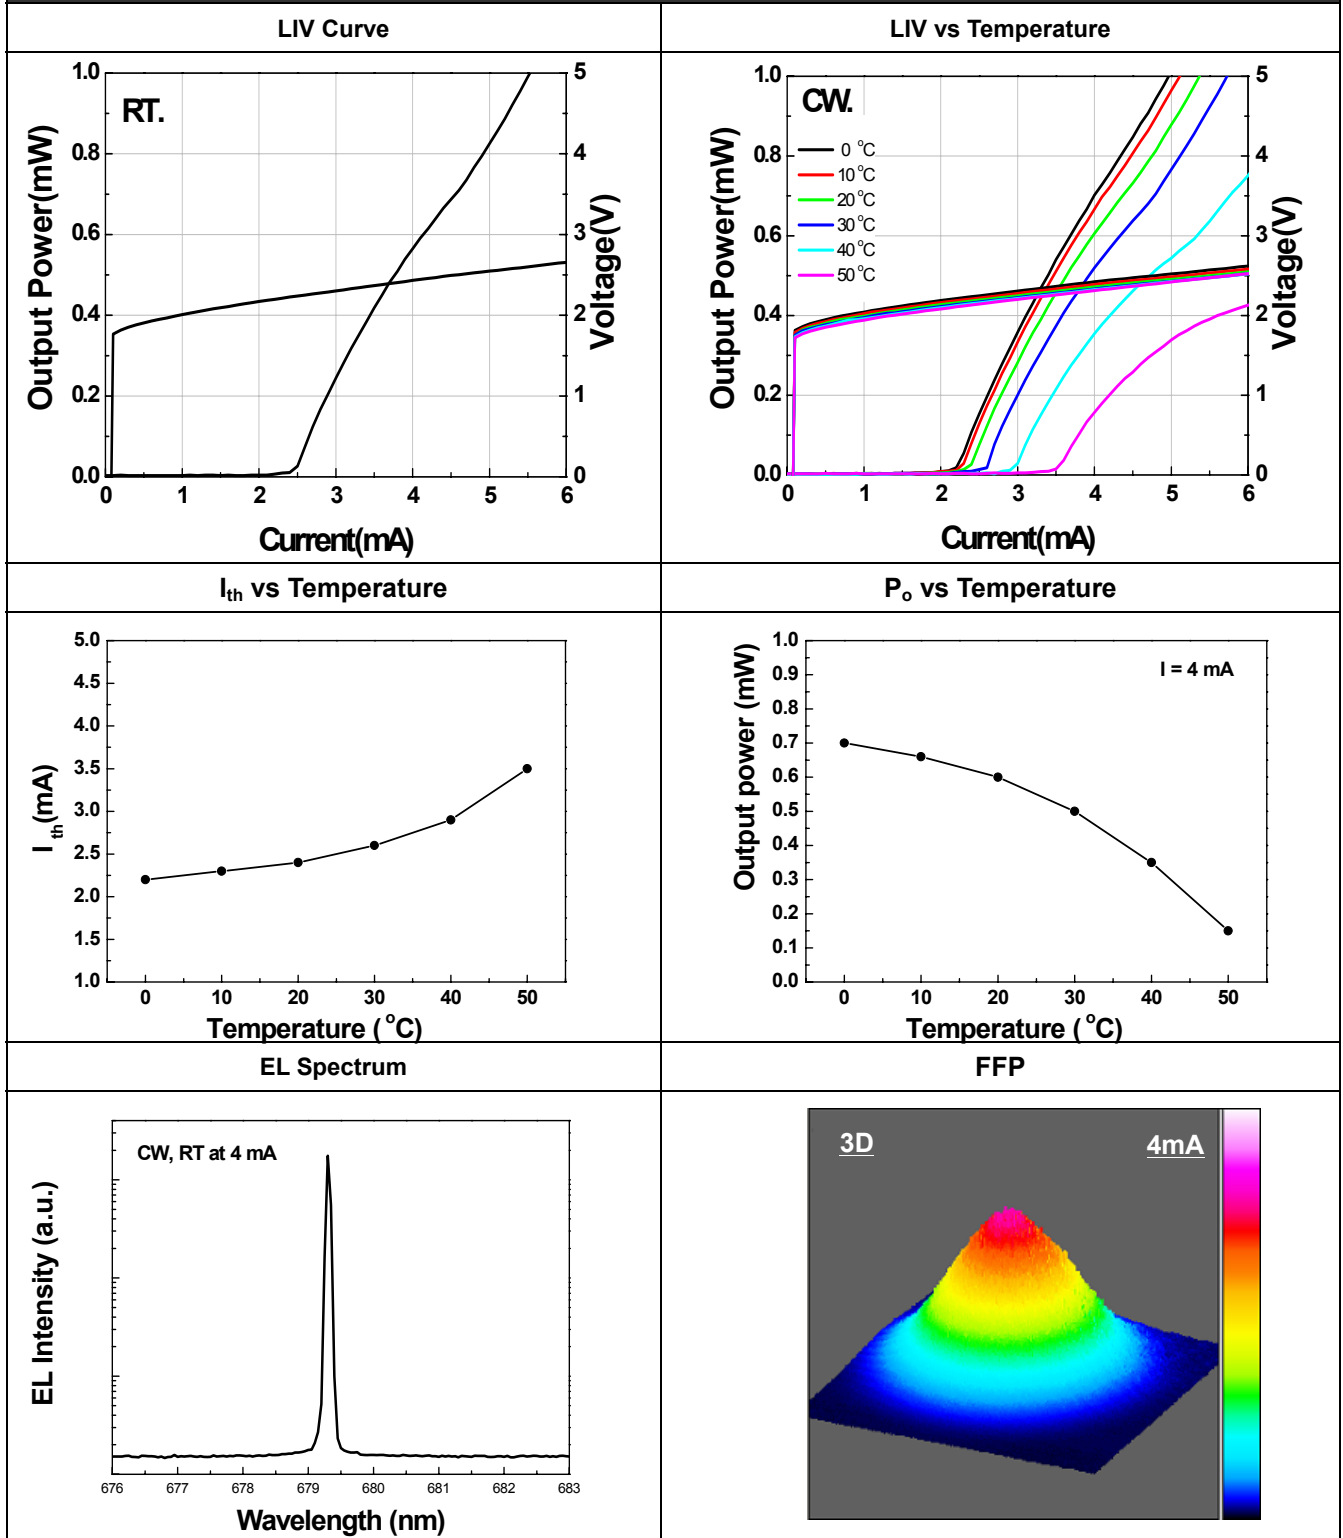 LIV Curve
LIV vs Temperature
RT.
Output Power(mW)
1.0
0.8
0.6
0.4
0.2
0.0
5
4
3
2
1
0
Voltage(V)
0 1 2 3 4 5 6
Current(mA)
CW.
0 °C
10 °C
20 °C
30 °C
40 °C
50 °C
Output Power(mW)
1.0
0.8
0.6
0.4
0.2
0.0
5
4
3
2
1
0
Voltage(V)
0 1 2 3 4 5 6
Current(mA)
Ith vs Temperature
Po vs Temperature
Ith(mA)
5.0
4.5
4.0
3.5
3.0
2.5
2.0
1.5
1.0
0 10 20 30 40 50
Temperature ( °C)
I = 4 mA
Output power (mW)
1.0
0.9
0.8
0.7
0.6
0.5
0.4
0.3
0.2
0.1
0.0
0 10 20 30 40 50
Temperature ( °C)
EL Spectrum
FFP
CW, RT at 4 mA
EL Intensity (a.u.)
676 677 678 679 680 681 682 683
Wavelength (nm)
3D 4mA